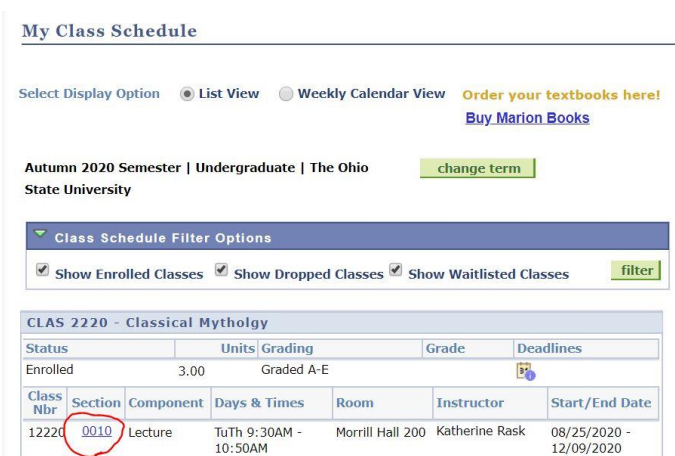 My Class Schedule
Select Display Option List View Weekly Calendar View Order your textbooks here!
Buy Marion Books
Autumn 2020 Semester | Undergraduate | The Ohio
State University
change term
Class Schedule Filter Options
Show Enrolled Classes Show Dropped Classes Show Waitlisted Classes filter
CLAS 2220 - Classical Mytholgy
Status Units Grading Grade Deadlines
Enrolled 3.00 Graded A-E
Class
Nbr Section Component Days & Times Room Instructor Start/End Date
12220 0010 Lecture TuTh 9:30AM - Morrill Hall 200 Katherine Rask 08/25/2020 -
10:50AM 12/09/2020